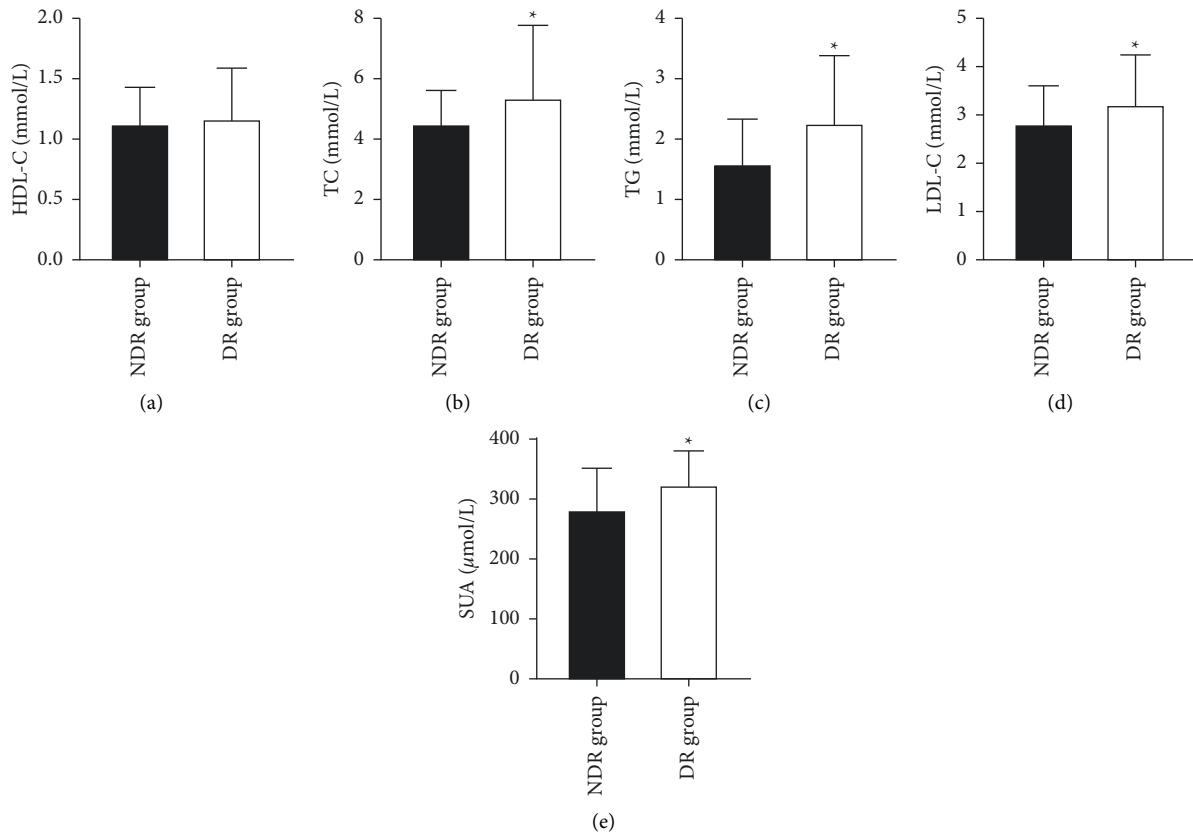 HDL-C (mmol/L)
2.0
1.5
1.0
0.5
0.0
NDR group
DR group
(a)
TC (mmol/L)
8
6
4
2
0
*
NDR group
DR group
(b)
TG (mmol/L)
4
3
2
1
0
*
NDR group
DR group
(c)
LDL-C (mmol/L)
5
4
3
2
1
0
*
NDR group
DR group
(d)
SUA (μmol/L)
400
300
200
100
0
*
NDR group
DR group
(e)